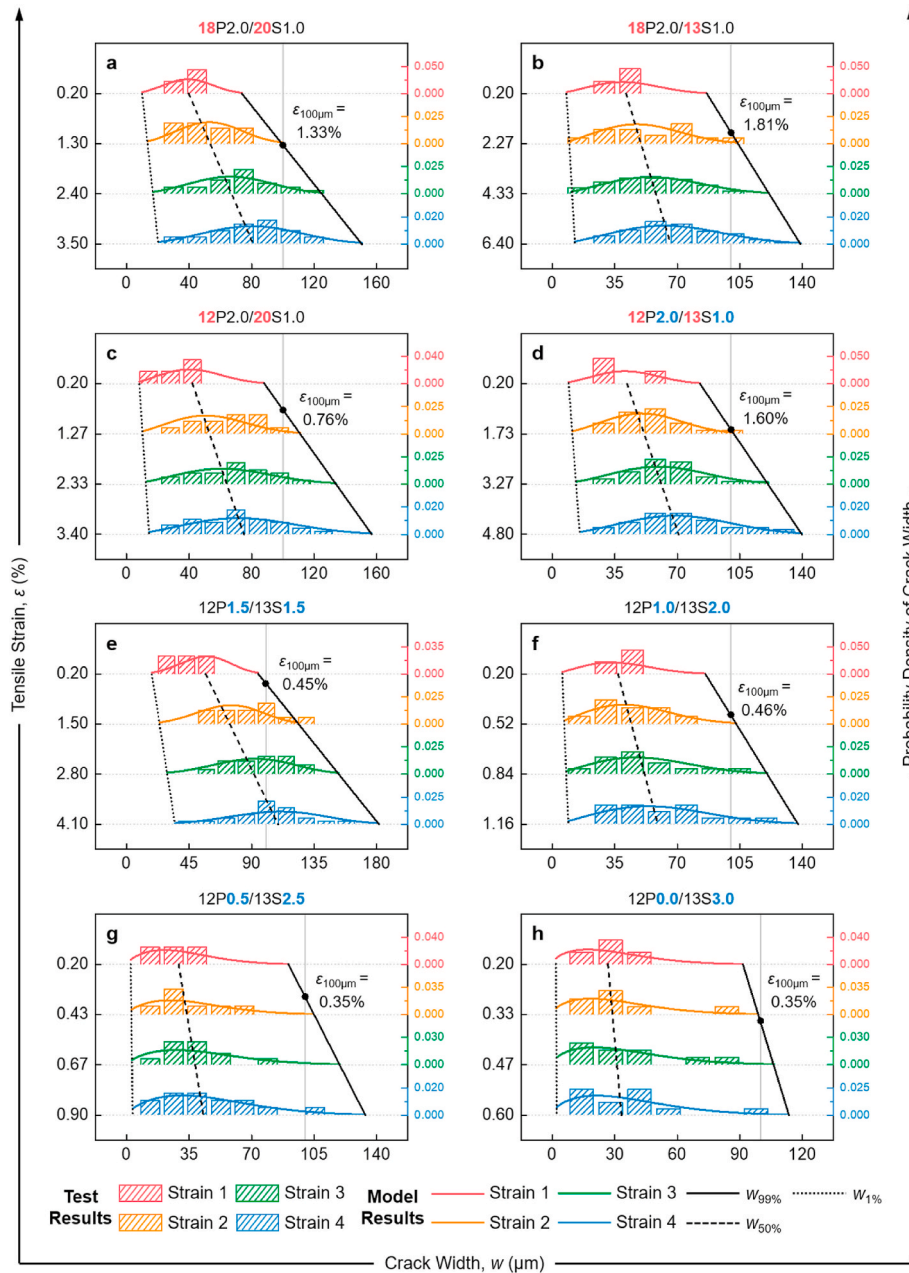 18P2.0/20S1.0
a
0.20
1.30
2.40
3.50
0.050
0.000
0.025
0.000
0.025
0.000
0.020
0.000
ε100μm =
1.33%
0 40 80 120 160
18P2.0/13S1.0
b
0.20
2.27
4.33
6.40
0.050
0.000
0.025
0.000
0.025
0.000
0.020
0.000
ε100μm =
1.81%
0 35 70 105 140
12P2.0/20S1.0
c
0.20
1.27
2.33
3.40
0.040
0.000
0.025
0.000
0.025
0.000
0.020
0.000
ε100μm =
0.76%
0 40 80 120 160
12P2.0/13S1.0
d
0.20
1.73
3.27
4.80
0.050
0.000
0.025
0.000
0.025
0.000
0.020
0.000
ε100μm =
1.60%
0 35 70 105 140
12P1.5/13S1.5
e
0.20
1.50
2.80
4.10
0.035
0.000
0.025
0.000
0.025
0.000
0.020
0.000
ε100μm =
0.45%
0 45 90 135 180
12P1.0/13S2.0
f
0.20
0.52
0.84
1.16
0.050
0.000
0.025
0.000
0.025
0.000
0.020
0.000
ε100μm =
0.46%
0 35 70 105 140
12P0.5/13S2.5
g
0.20
0.43
0.67
0.90
0.040
0.000
0.035
0.000
0.030
0.000
0.020
0.000
ε100μm =
0.35%
0 35 70 105 140
12P0.0/13S3.0
h
0.20
0.33
0.47
0.60
0.040
0.000
0.035
0.000
0.030
0.000
0.025
0.000
ε100μm =
0.35%
0 30 60 90 120
Tensile Strain, ε (%)
Probability Density of Crack Width
Test Results
Strain 1
Strain 2
Strain 3
Strain 4
Model Results
Strain 1
Strain 2
Strain 3
Strain 4
w99%
w50%
w1%
Crack Width, w (μm)